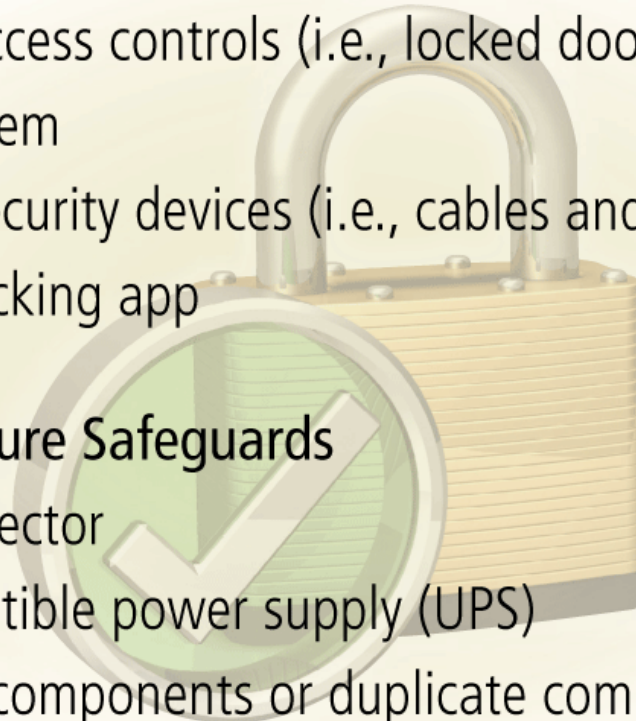 ccess controls (i.e., locked doo
em
curity devices (i.e., cables and
cking app
ure Safeguards
ector
tible power supply (UPS)
components or duplicate com